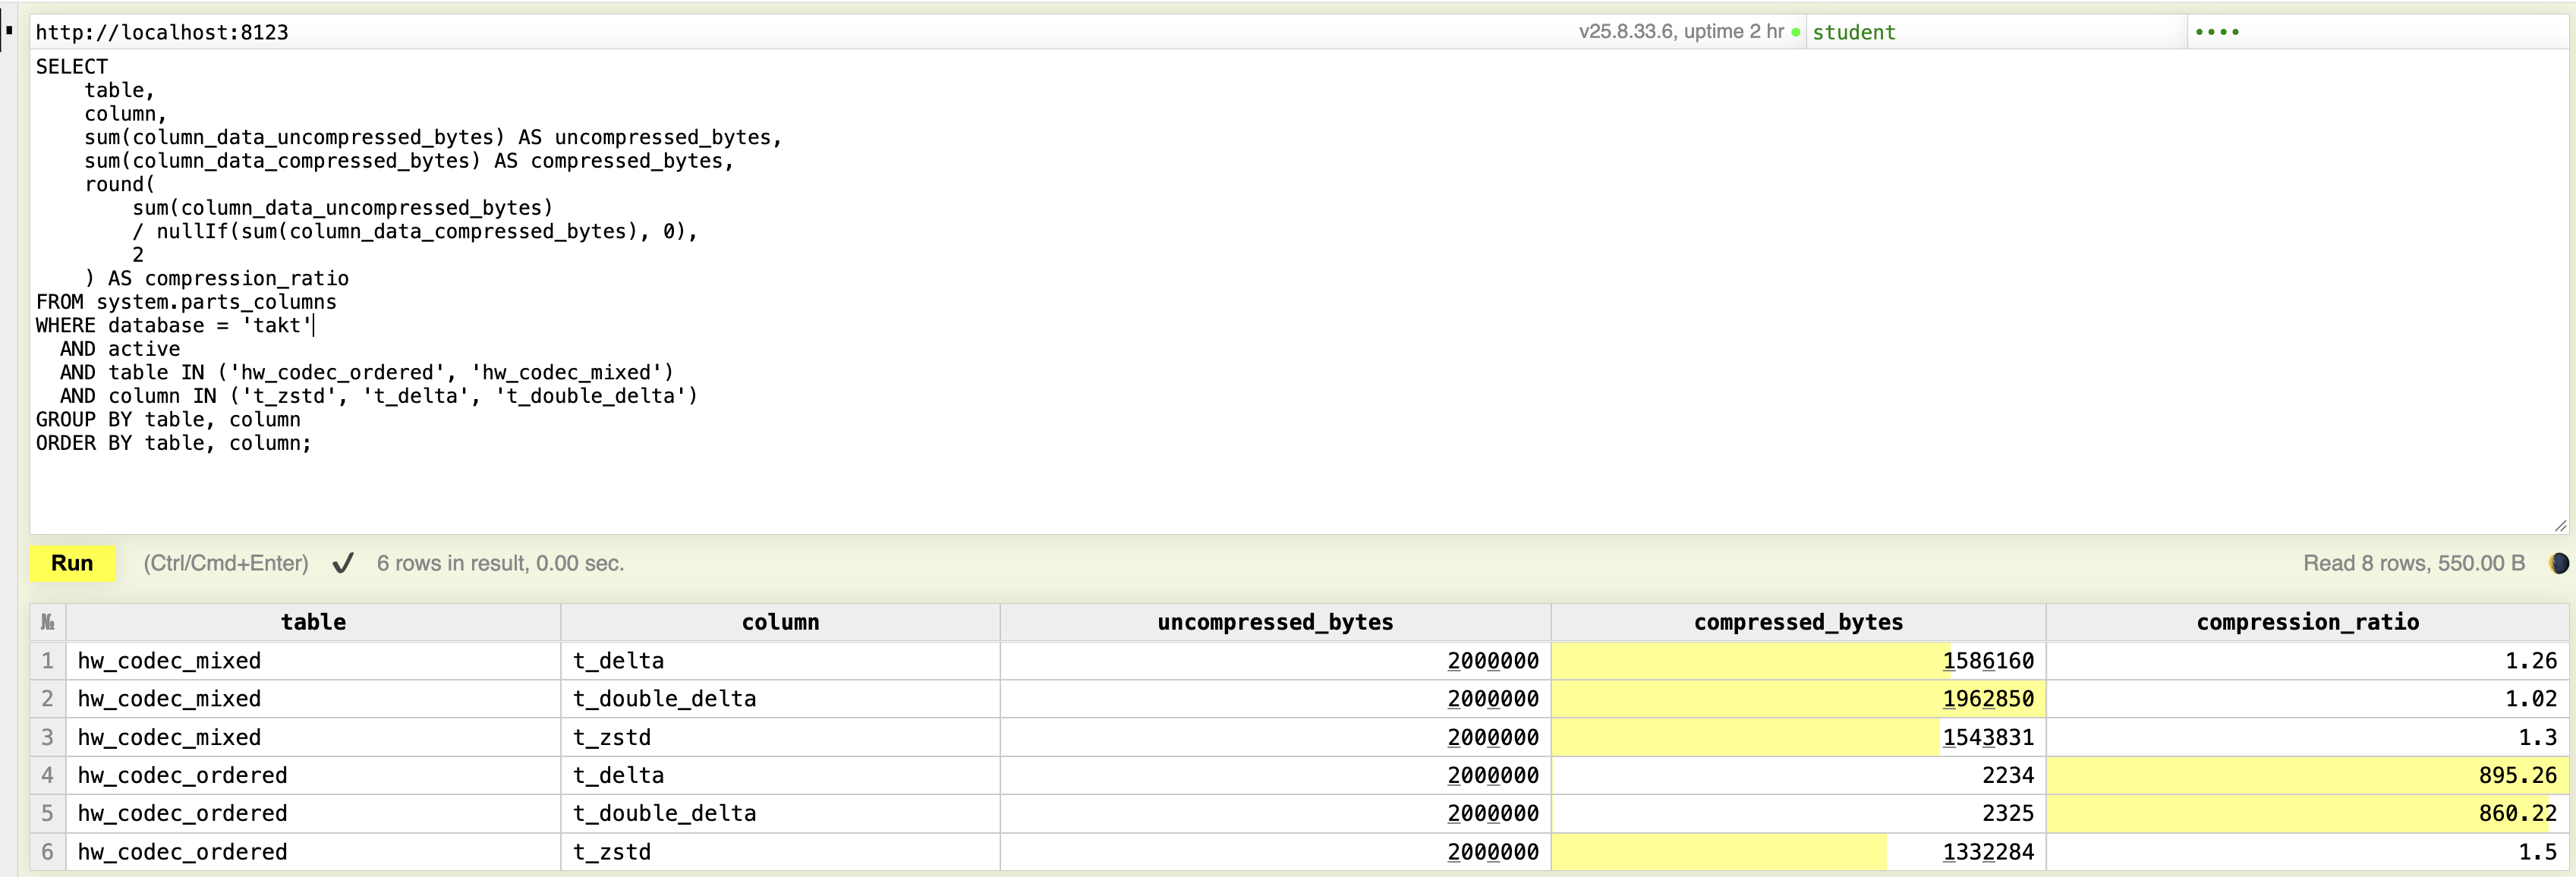 http://localhost:8123 v25.8.33.6, uptime 2 hr student ••••
SELECT
    table,
    column,
    sum(column_data_uncompressed_bytes) AS uncompressed_bytes,
    sum(column_data_compressed_bytes) AS compressed_bytes,
    round(
        sum(column_data_uncompressed_bytes)
        / nullIf(sum(column_data_compressed_bytes), 0),
        2
    ) AS compression_ratio
FROM system.parts_columns
WHERE database = 'takt'
  AND active
  AND table IN ('hw_codec_ordered', 'hw_codec_mixed')
  AND column IN ('t_zstd', 't_delta', 't_double_delta')
GROUP BY table, column
ORDER BY table, column;
Run (Ctrl/Cmd+Enter) ✔ 6 rows in result, 0.00 sec. Read 8 rows, 550.00 B
№ table column uncompressed_bytes compressed_bytes compression_ratio
1 hw_codec_mixed t_delta 2000000 1586160 1.26
2 hw_codec_mixed t_double_delta 2000000 1962850 1.02
3 hw_codec_mixed t_zstd 2000000 1543831 1.3
4 hw_codec_ordered t_delta 2000000 2234 895.26
5 hw_codec_ordered t_double_delta 2000000 2325 860.22
6 hw_codec_ordered t_zstd 2000000 1332284 1.5